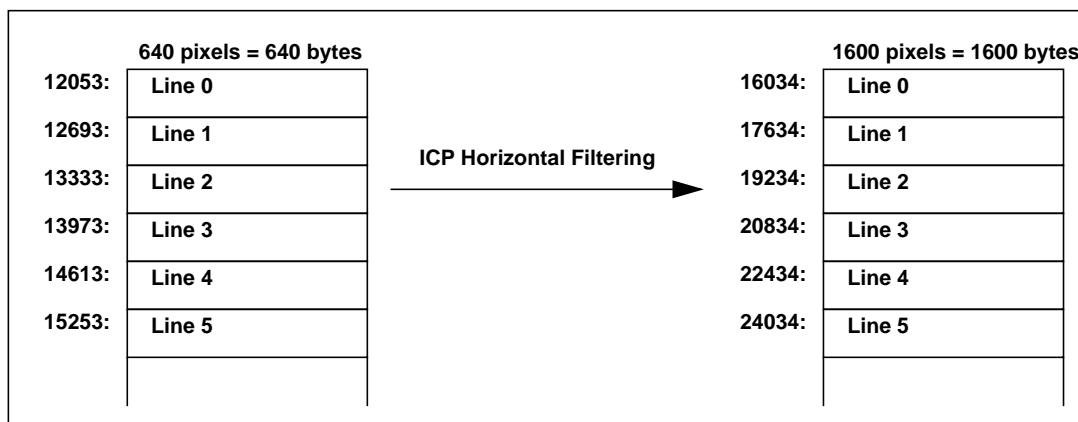 640 pixels = 640 bytes
12053: Line 0
12693: Line 1
13333: Line 2
13973: Line 3
14613: Line 4
15253: Line 5
ICP Horizontal Filtering
1600 pixels = 1600 bytes
16034: Line 0
17634: Line 1
19234: Line 2
20834: Line 3
22434: Line 4
24034: Line 5